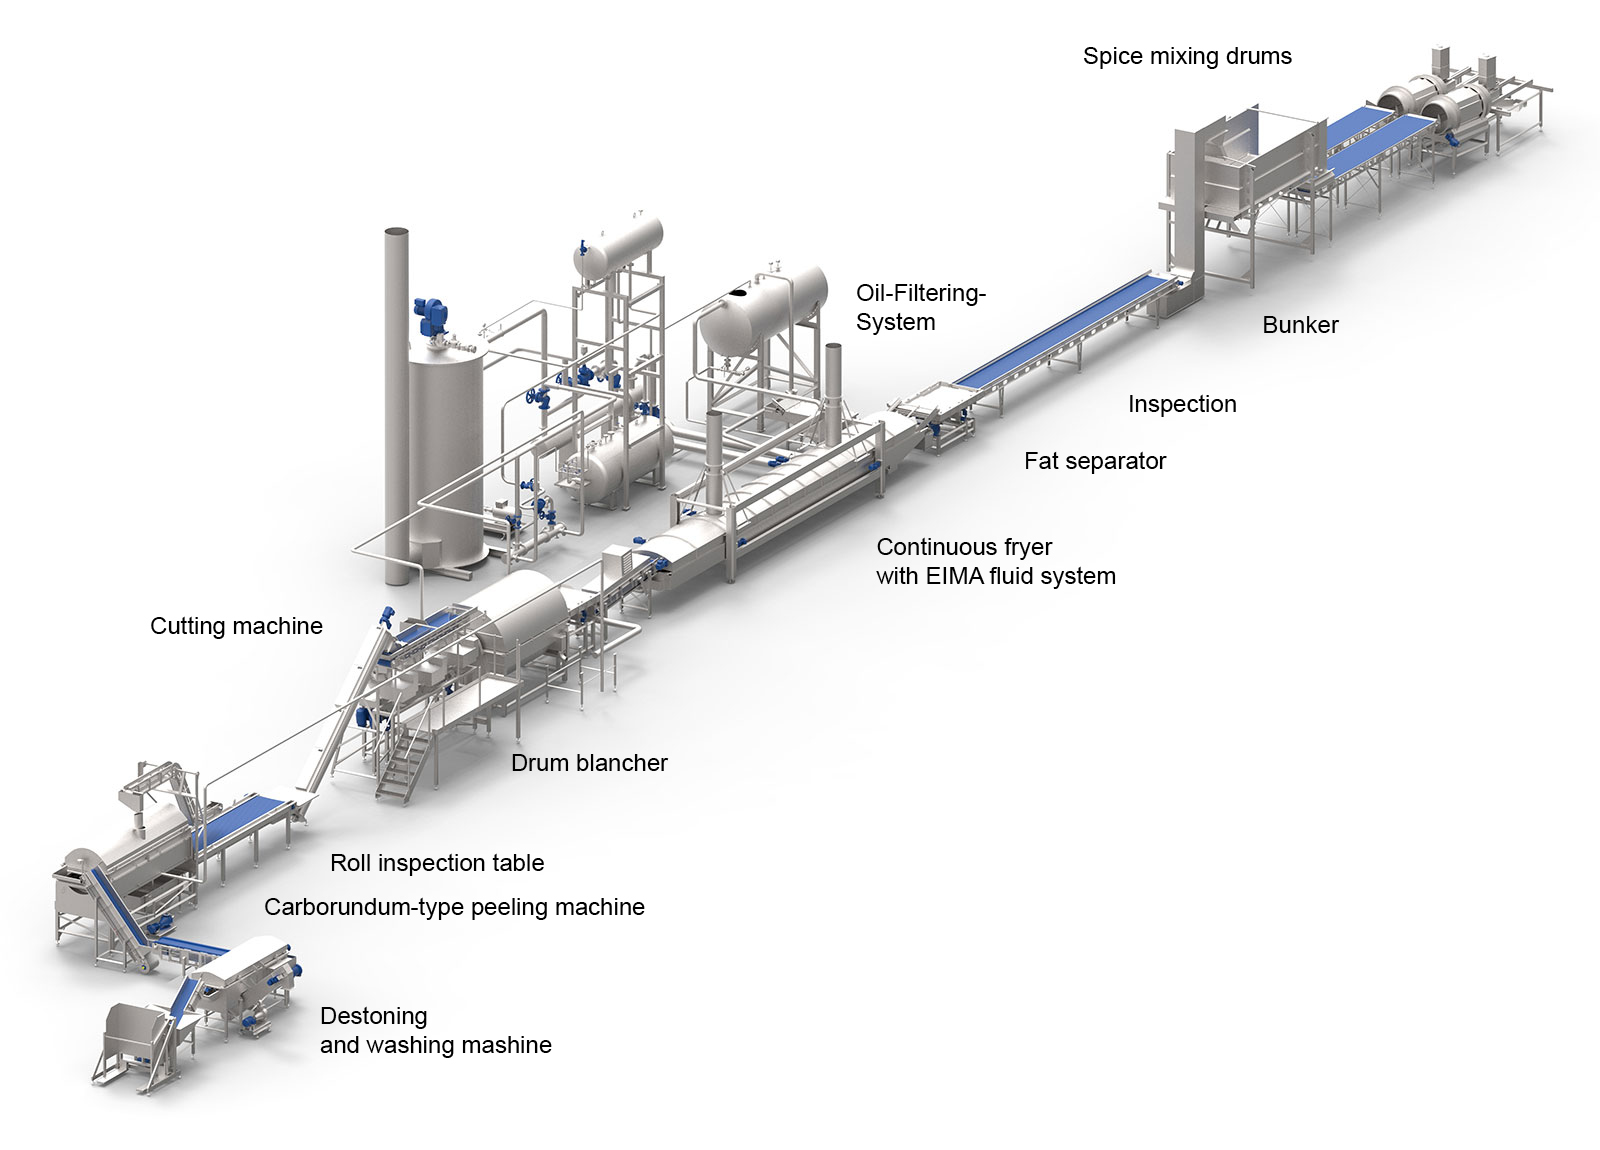 Spice mixing drums
Oil-Filtering-
System
Bunker
Inspection
Fat separator
Continuous fryer
with EIMA fluid system
Cutting machine
Drum blancher
Roll inspection table
Carborundum-type peeling machine
Destoning
and washing mashine